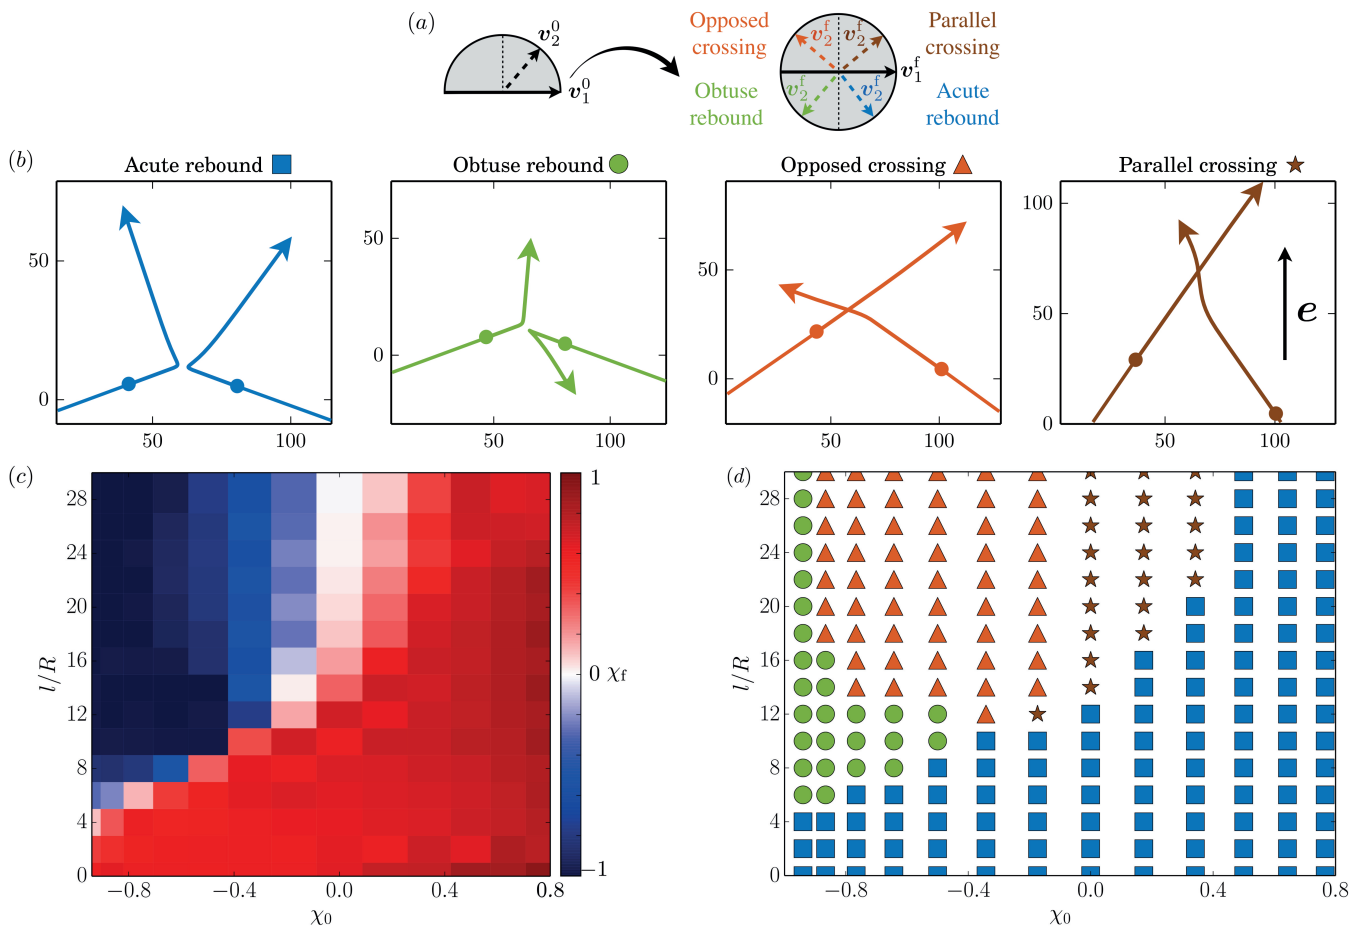 (a)
v₂⁰
v₁⁰
Opposed
crossing
Obtuse
rebound
v₂ᶠ v₂ᶠ
v₂ᶠ v₂ᶠ
v₁ᶠ
Parallel
crossing
Acute
rebound
(b)
Acute rebound
50
0
50 100
Obtuse rebound
50
0
50 100
Opposed crossing
50
0
50 100
Parallel crossing
100
50
0
50 100
e
(c)
28
24
20
16
12
8
4
0
l/R
−0.8 −0.4 0.0 0.4 0.8
χ₀
1
0 χf
−1
(d)
28
24
20
16
12
8
4
0
l/R
−0.8 −0.4 0.0 0.4 0.8
χ₀